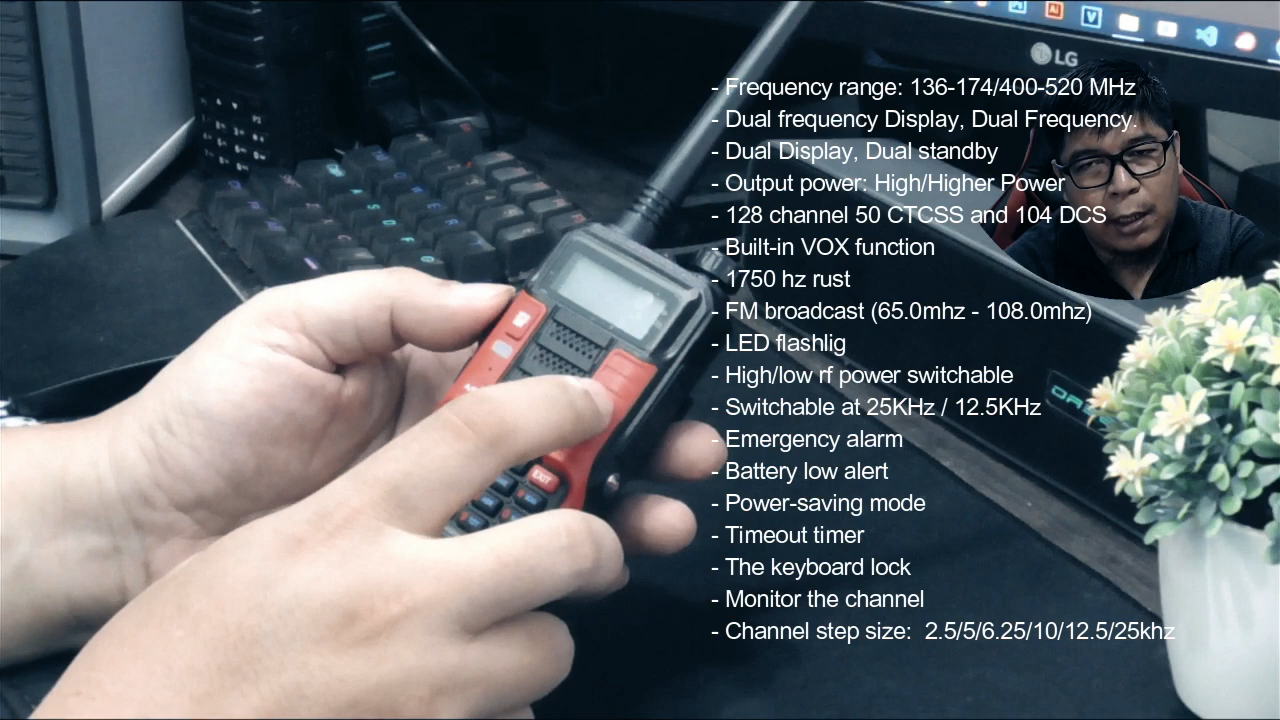 LG
- Frequency range: 136-174/400-520 MHz
- Dual frequency Display, Dual Frequency.
- Dual Display, Dual standby
- Output power: High/Higher Power
- 128 channel 50 CTCSS and 104 DCS
- Built-in VOX function
- 1750 hz rust
- FM broadcast (65.0mhz - 108.0mhz)
- LED flashlig
- High/low rf power switchable
- Switchable at 25KHz / 12.5KHz
- Emergency alarm
- Battery low alert
- Power-saving mode
- Timeout timer
- The keyboard lock
- Monitor the channel
- Channel step size:  2.5/5/6.25/10/12.5/25khz
EXIT